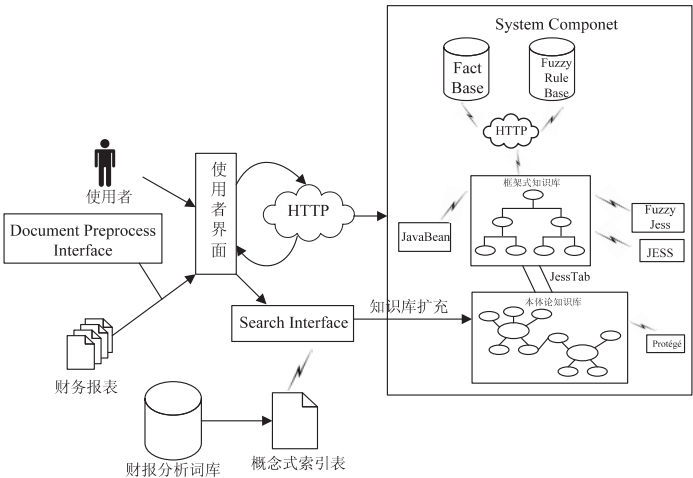 System Componet
Fact
Base
Fuzzy
Rule
Base
HTTP
使用者
使
用
者
界
面
HTTP
框架式知识库
JavaBean
Fuzzy
Jess
JESS
Document Preprocess
Interface
JessTab
本体论知识库
Search Interface
知识库扩充
Protégé
财务报表
财报分析词库
概念式索引表